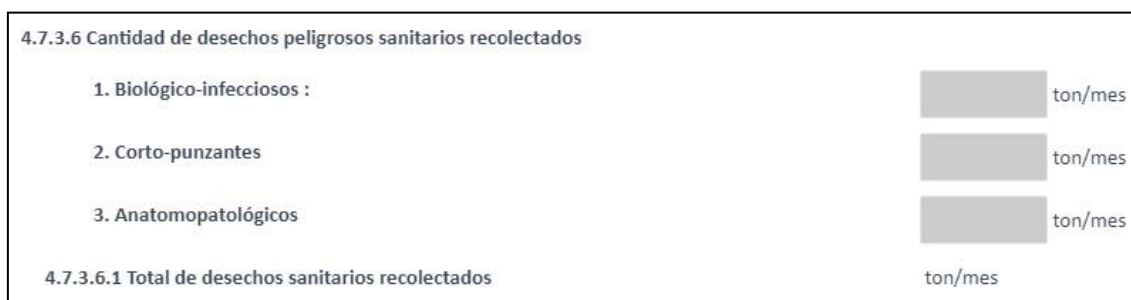 4.7.3.6 Cantidad de desechos peligrosos sanitarios recolectados
1. Biológico-infecciosos : ton/mes
2. Corto-punzantes ton/mes
3. Anatomopatológicos ton/mes
4.7.3.6.1 Total de desechos sanitarios recolectados ton/mes